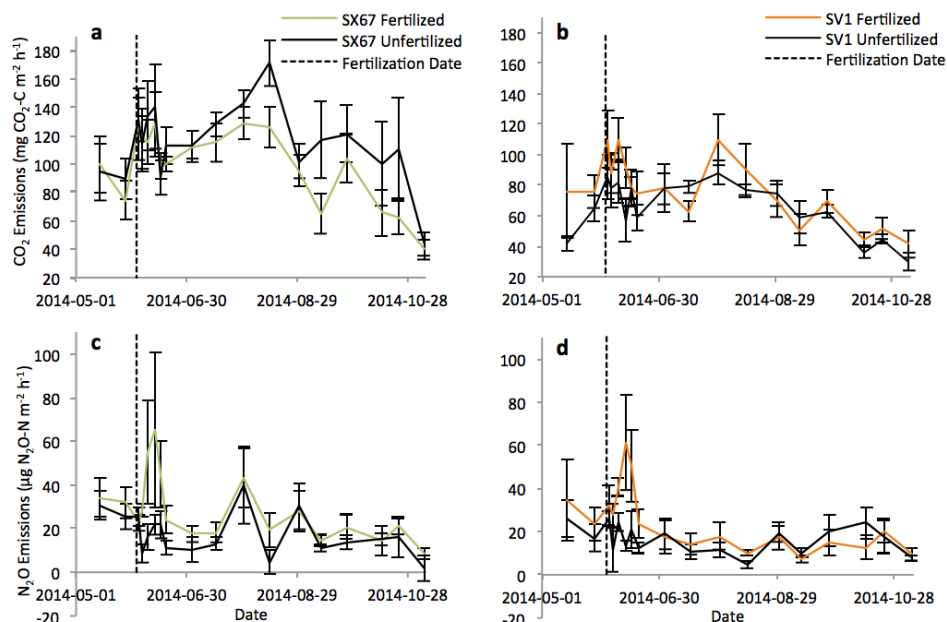 a
SX67 Fertilized
SX67 Unfertilized
Fertilization Date
CO2 Emissions (mg CO2-C m-2 h-1)
180
160
140
120
100
80
60
40
20
2014-05-01 2014-06-30 2014-08-29 2014-10-28
b
SV1 Fertilized
SV1 Unfertilized
Fertilization Date
180
160
140
120
100
80
60
40
20
2014-05-01 2014-06-30 2014-08-29 2014-10-28
c
N2O Emissions (µg N2O-N m-2 h-1)
100
80
60
40
20
0
-20
2014-05-01 2014-06-30 2014-08-29 2014-10-28
Date
d
100
80
60
40
20
0
-20
2014-05-01 2014-06-30 2014-08-29 2014-10-28
Date